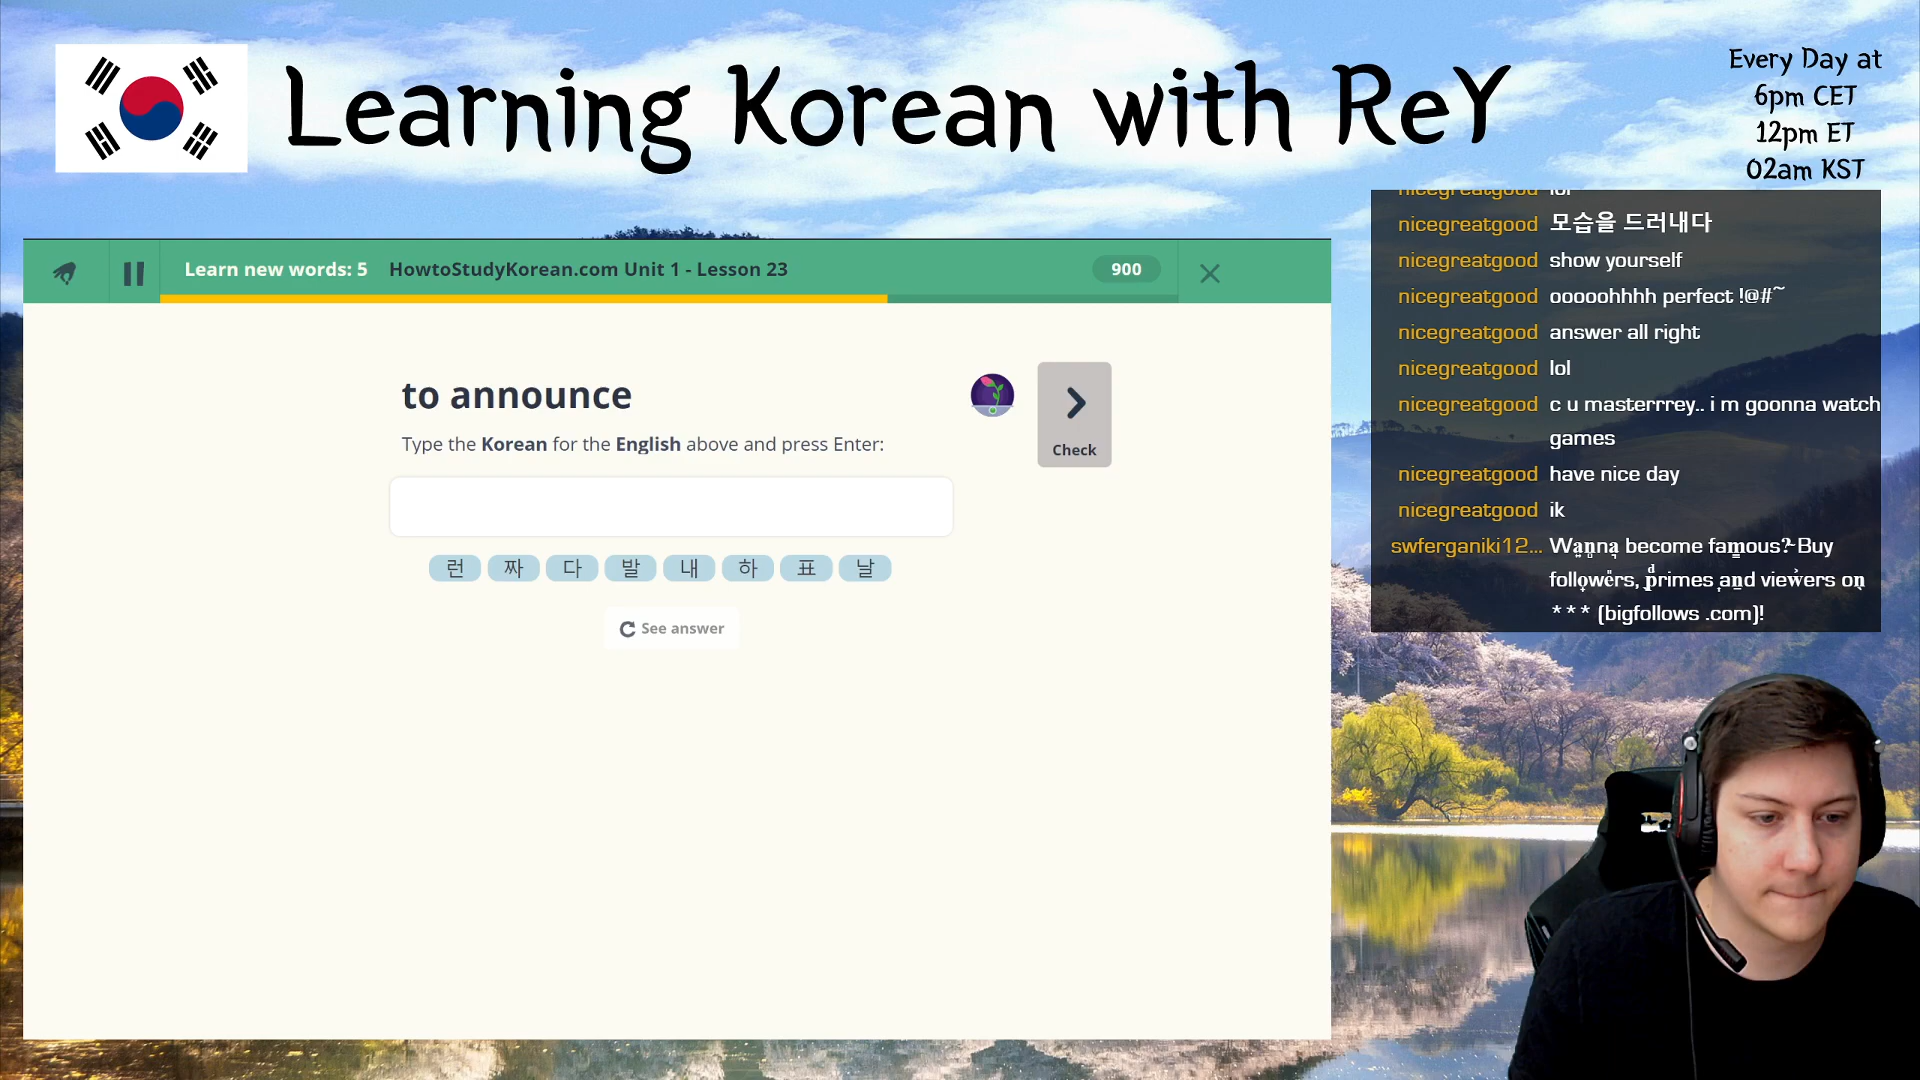 Learning Korean with ReY
Every Day at
6pm CET
12pm ET
02am KST
Learn new words: 5 HowtoStudyKorean.com Unit 1 - Lesson 23
900
to announce
Type the Korean for the English above and press Enter:
Check
런 짜 다 발 내 하 표 날
See answer
nicegreatgood lol
nicegreatgood 모습을 드러내다
nicegreatgood show yourself
nicegreatgood ooooohhhh perfect !@#~
nicegreatgood answer all right
nicegreatgood lol
nicegreatgood c u masterrrey.. i m goonna watch
games
nicegreatgood have nice day
nicegreatgood ik
swferganiki12... Wanna become famous? Buy
followers, primes and viewers on
*** (bigfollows .com)!